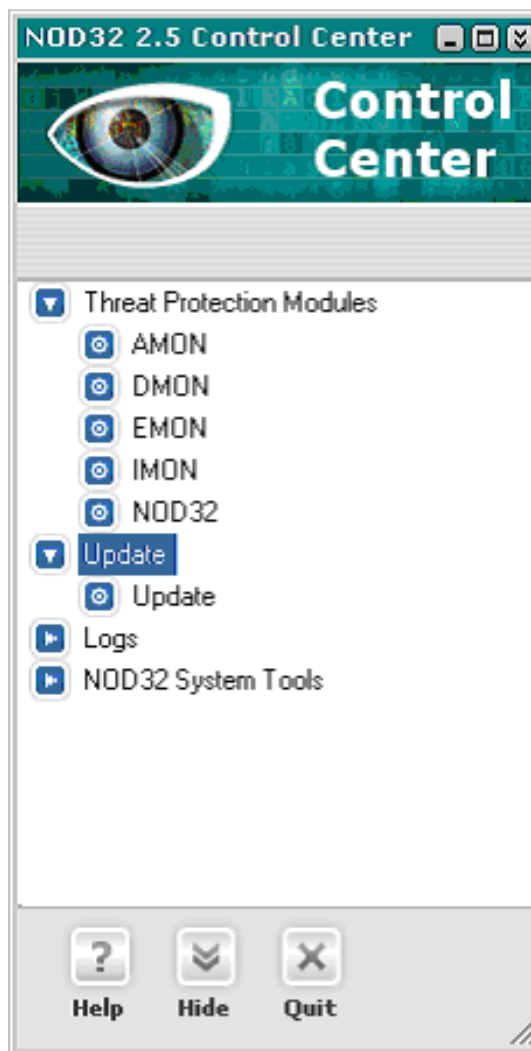 NOD32 2.5 Control Center
Control
Center
Threat Protection Modules
AMON
DMON
EMON
IMON
NOD32
Update
Update
Logs
NOD32 System Tools
?
Help Hide Quit